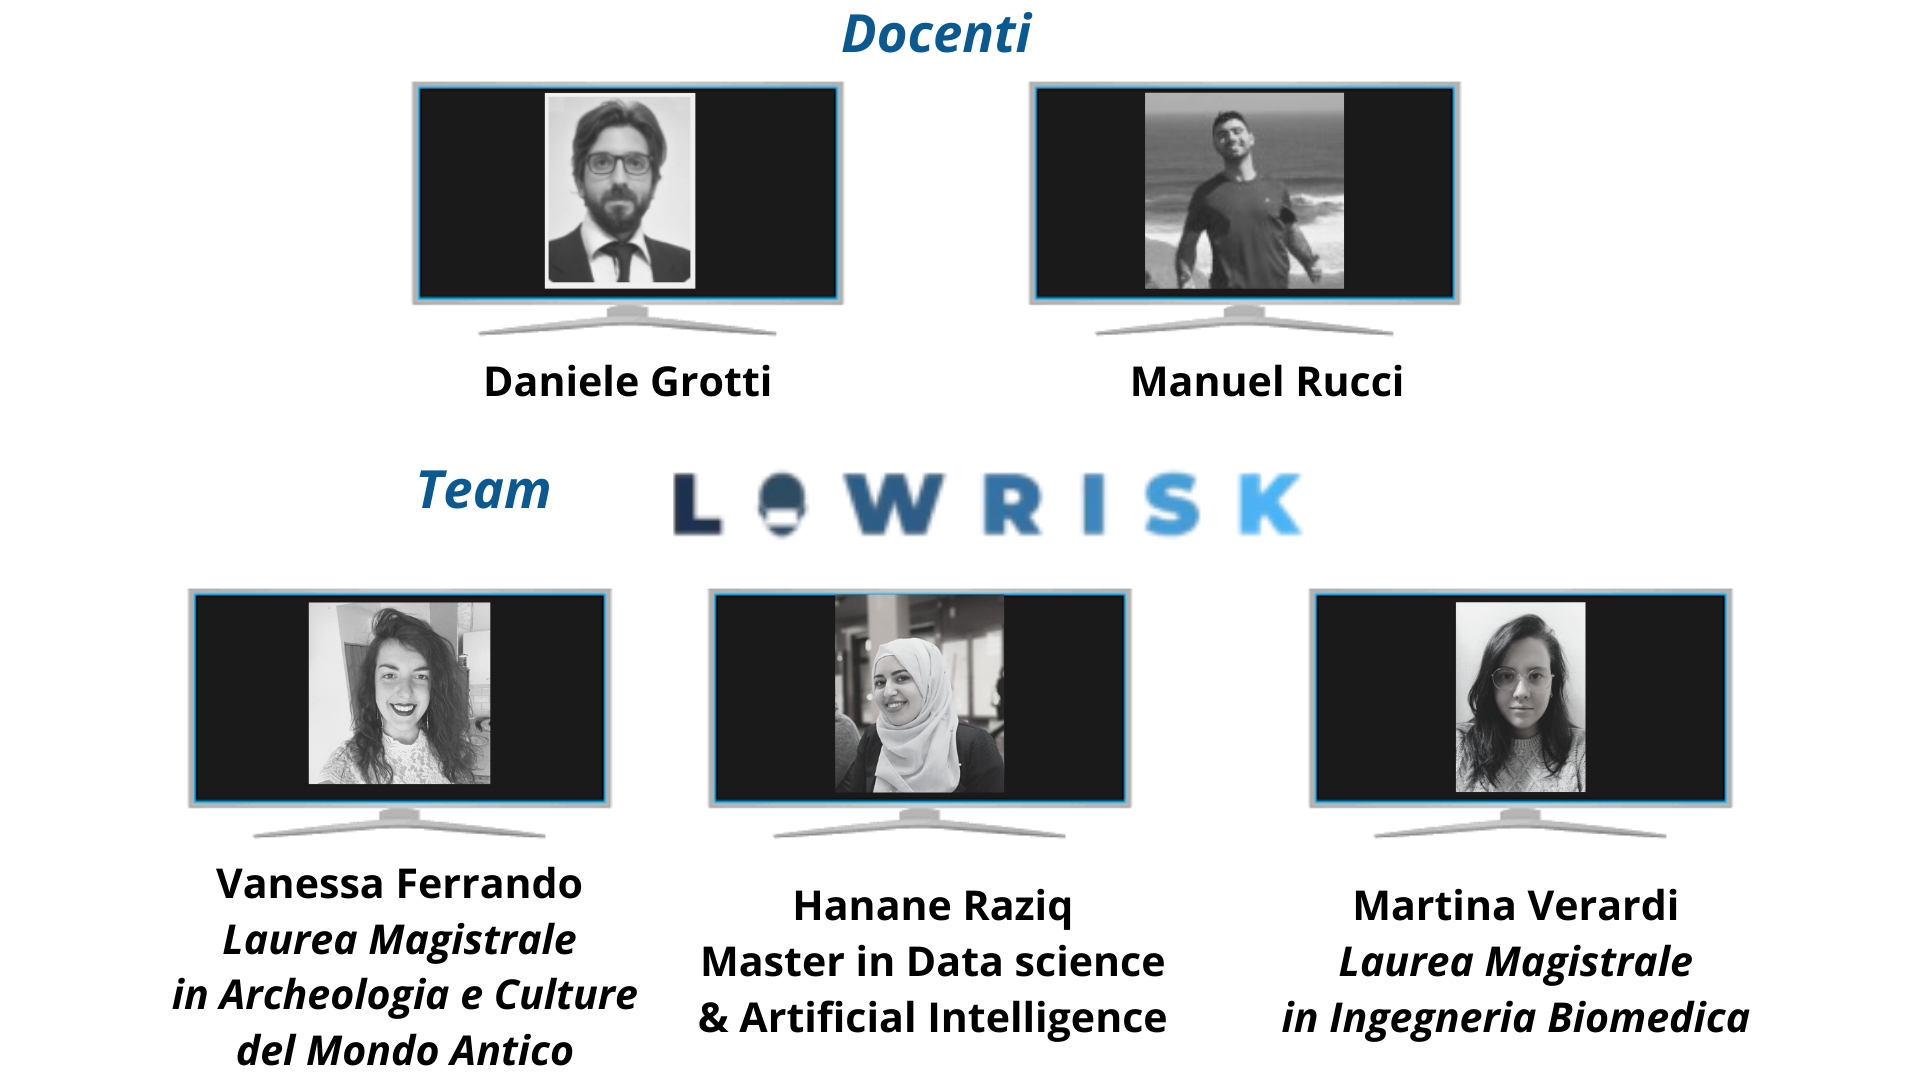 Docenti
Daniele Grotti
Manuel Rucci
Team
LOWRISK
Vanessa Ferrando
Laurea Magistrale
in Archeologia e Culture
del Mondo Antico
Hanane Raziq
Master in Data science
& Artificial Intelligence
Martina Verardi
Laurea Magistrale
in Ingegneria Biomedica